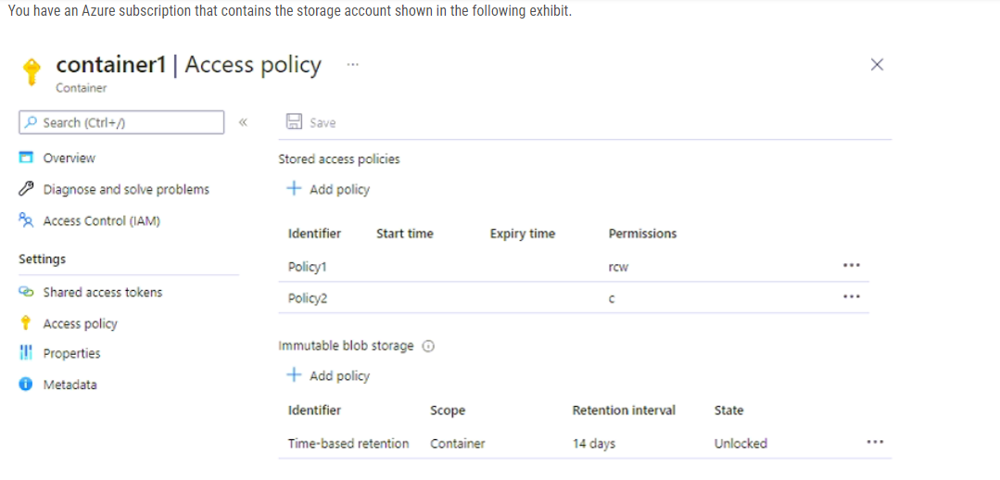 You have an Azure subscription that contains the storage account shown in the following exhibit.
container1 | Access policy ...
Container
Search (Ctrl+/)
«
Save
Overview
Diagnose and solve problems
Access Control (IAM)
Settings
Shared access tokens
Access policy
Properties
Metadata
Stored access policies
+ Add policy
Identifier Start time Expiry time Permissions
Policy1 rcw ...
Policy2 c ...
Immutable blob storage
+ Add policy
Identifier Scope Retention interval State
Time-based retention Container 14 days Unlocked ...